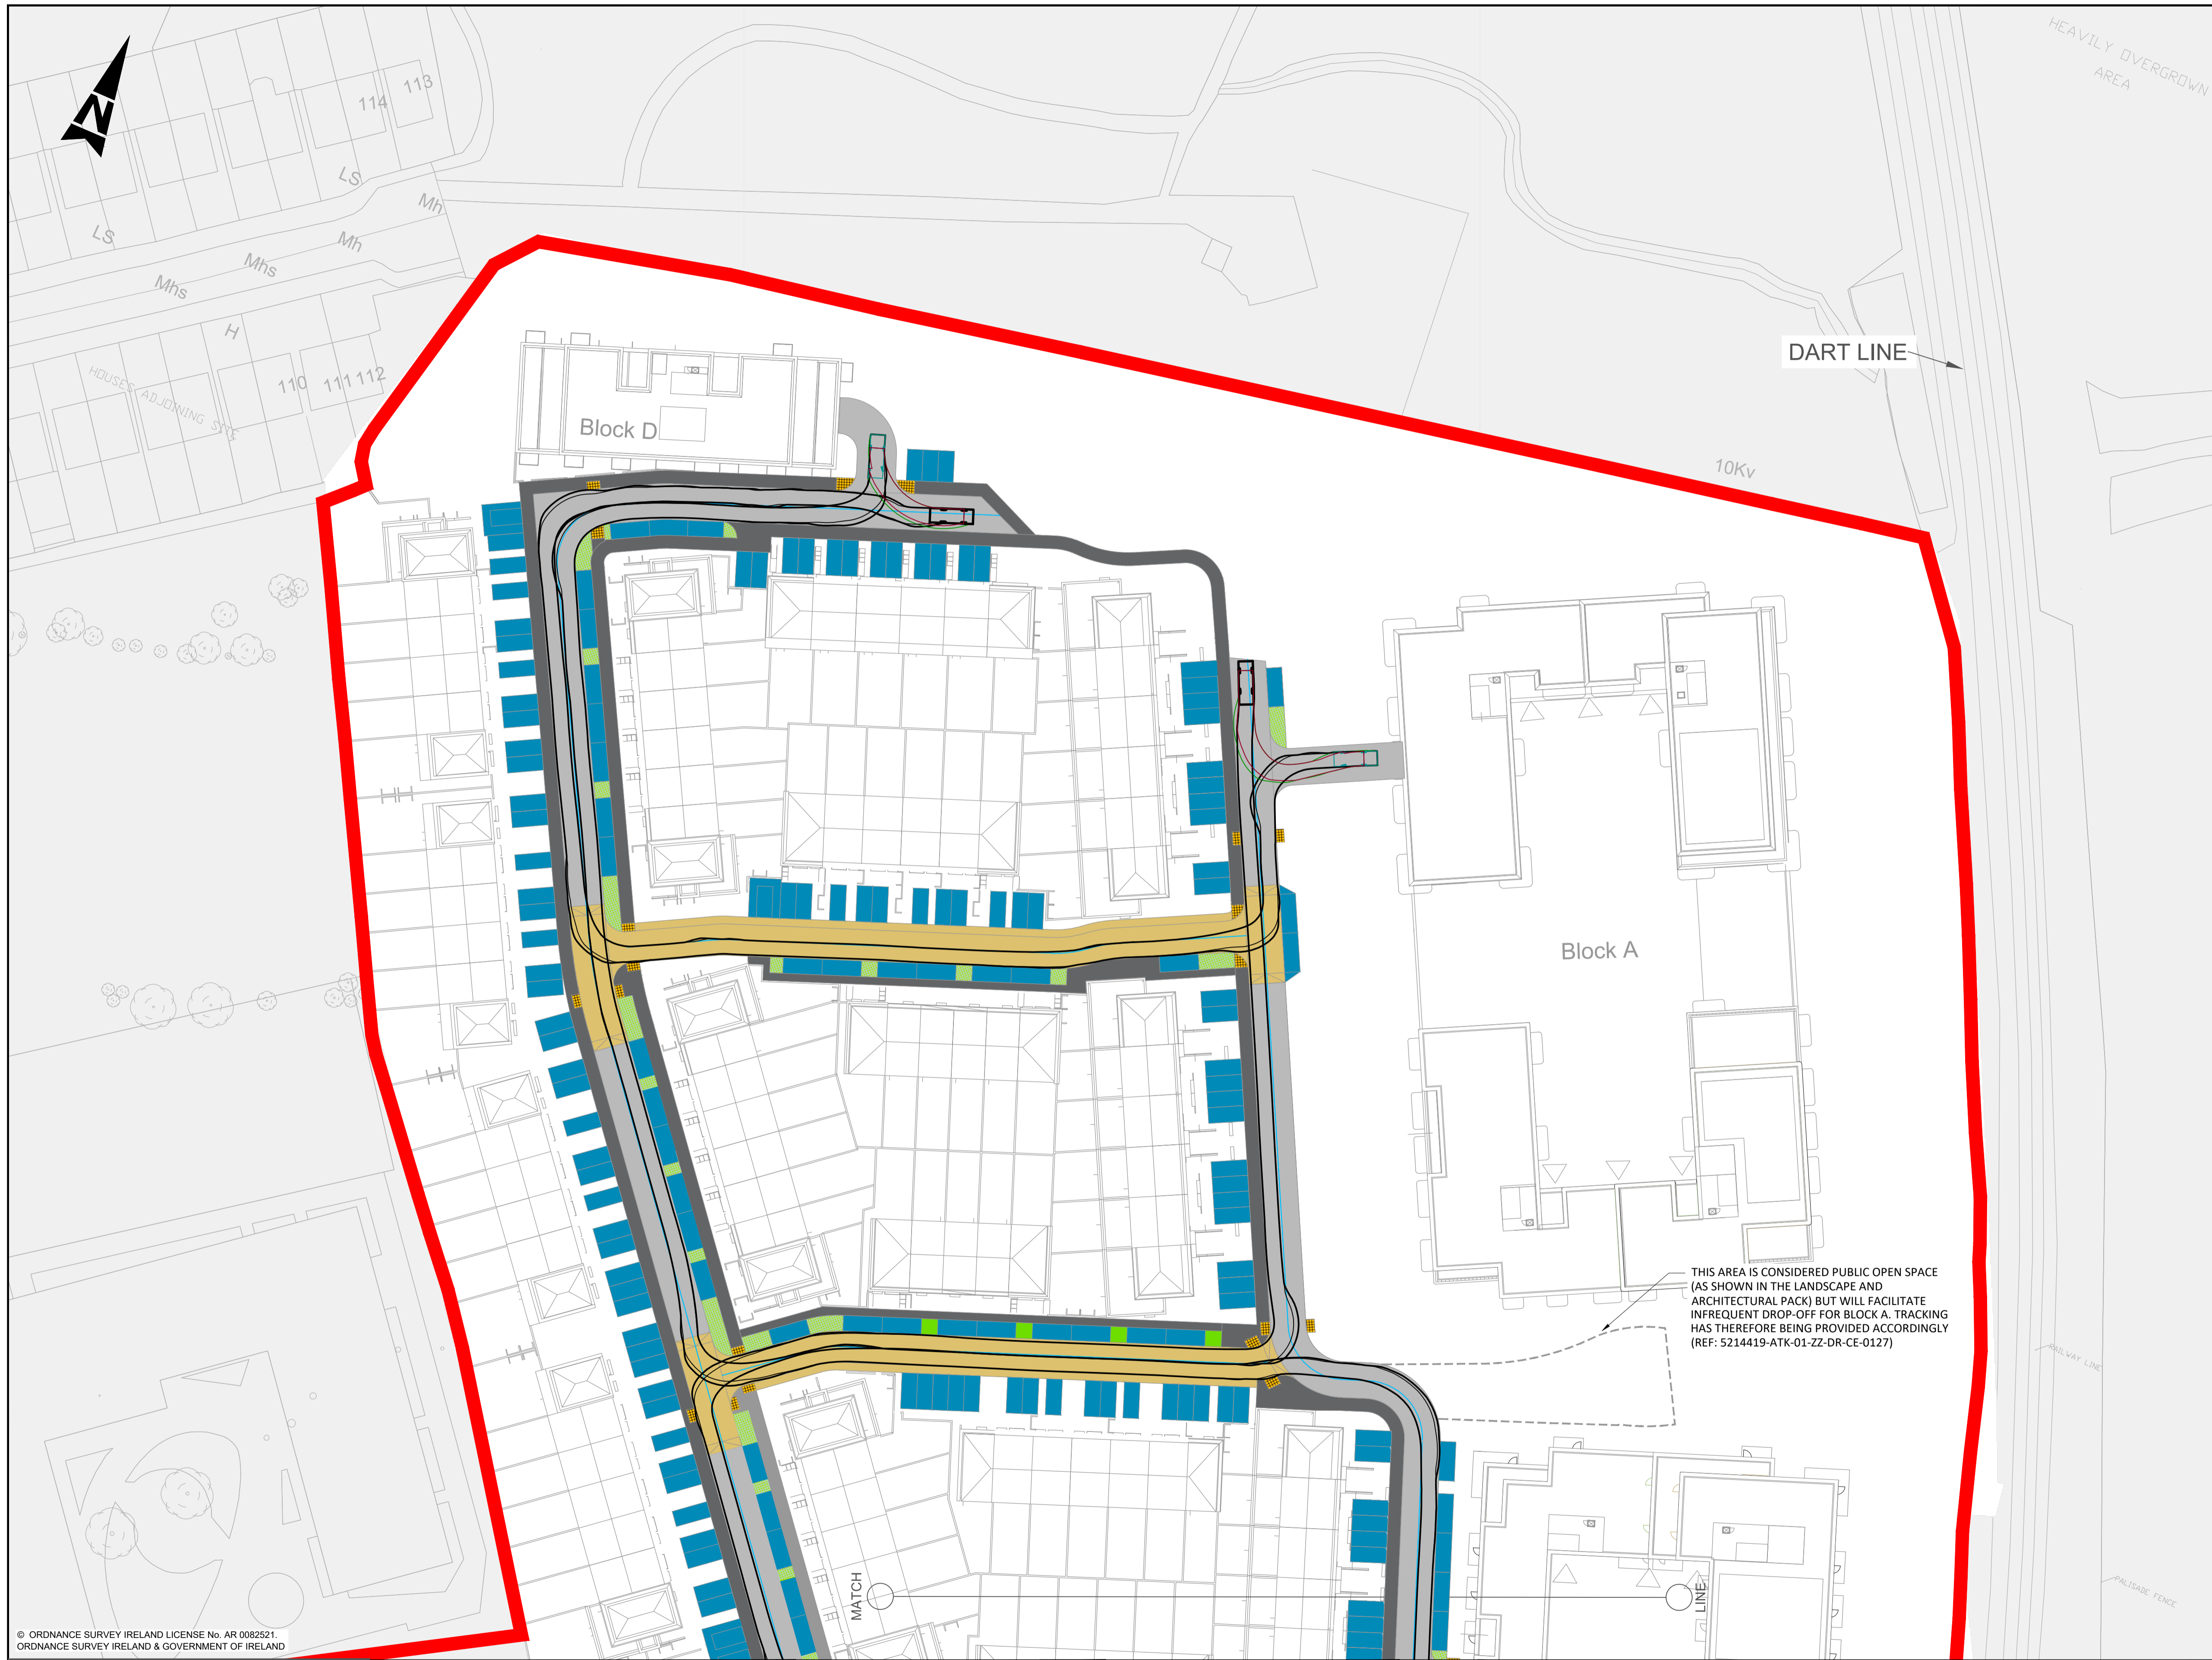 N
HEAVILY OVERGROWN
AREA
113
114
LS
Mh
LS
Mh
Mhs
Mhs
H
DART LINE
HOUSES ADJOINING SITE
110 111 112
Block D
10Kv
Block A
THIS AREA IS CONSIDERED PUBLIC OPEN SPACE
(AS SHOWN IN THE LANDSCAPE AND
ARCHITECTURAL PACK) BUT WILL FACILITATE
INFREQUENT DROP-OFF FOR BLOCK A. TRACKING
HAS THEREFORE BEING PROVIDED ACCORDINGLY
(REF: 5214419-ATK-01-ZZ-DR-CE-0127)
RAILWAY LINE
MATCH
LINE
PALISADE FENCE
© ORDNANCE SURVEY IRELAND LICENSE No. AR 0082521.
ORDNANCE SURVEY IRELAND & GOVERNMENT OF IRELAND